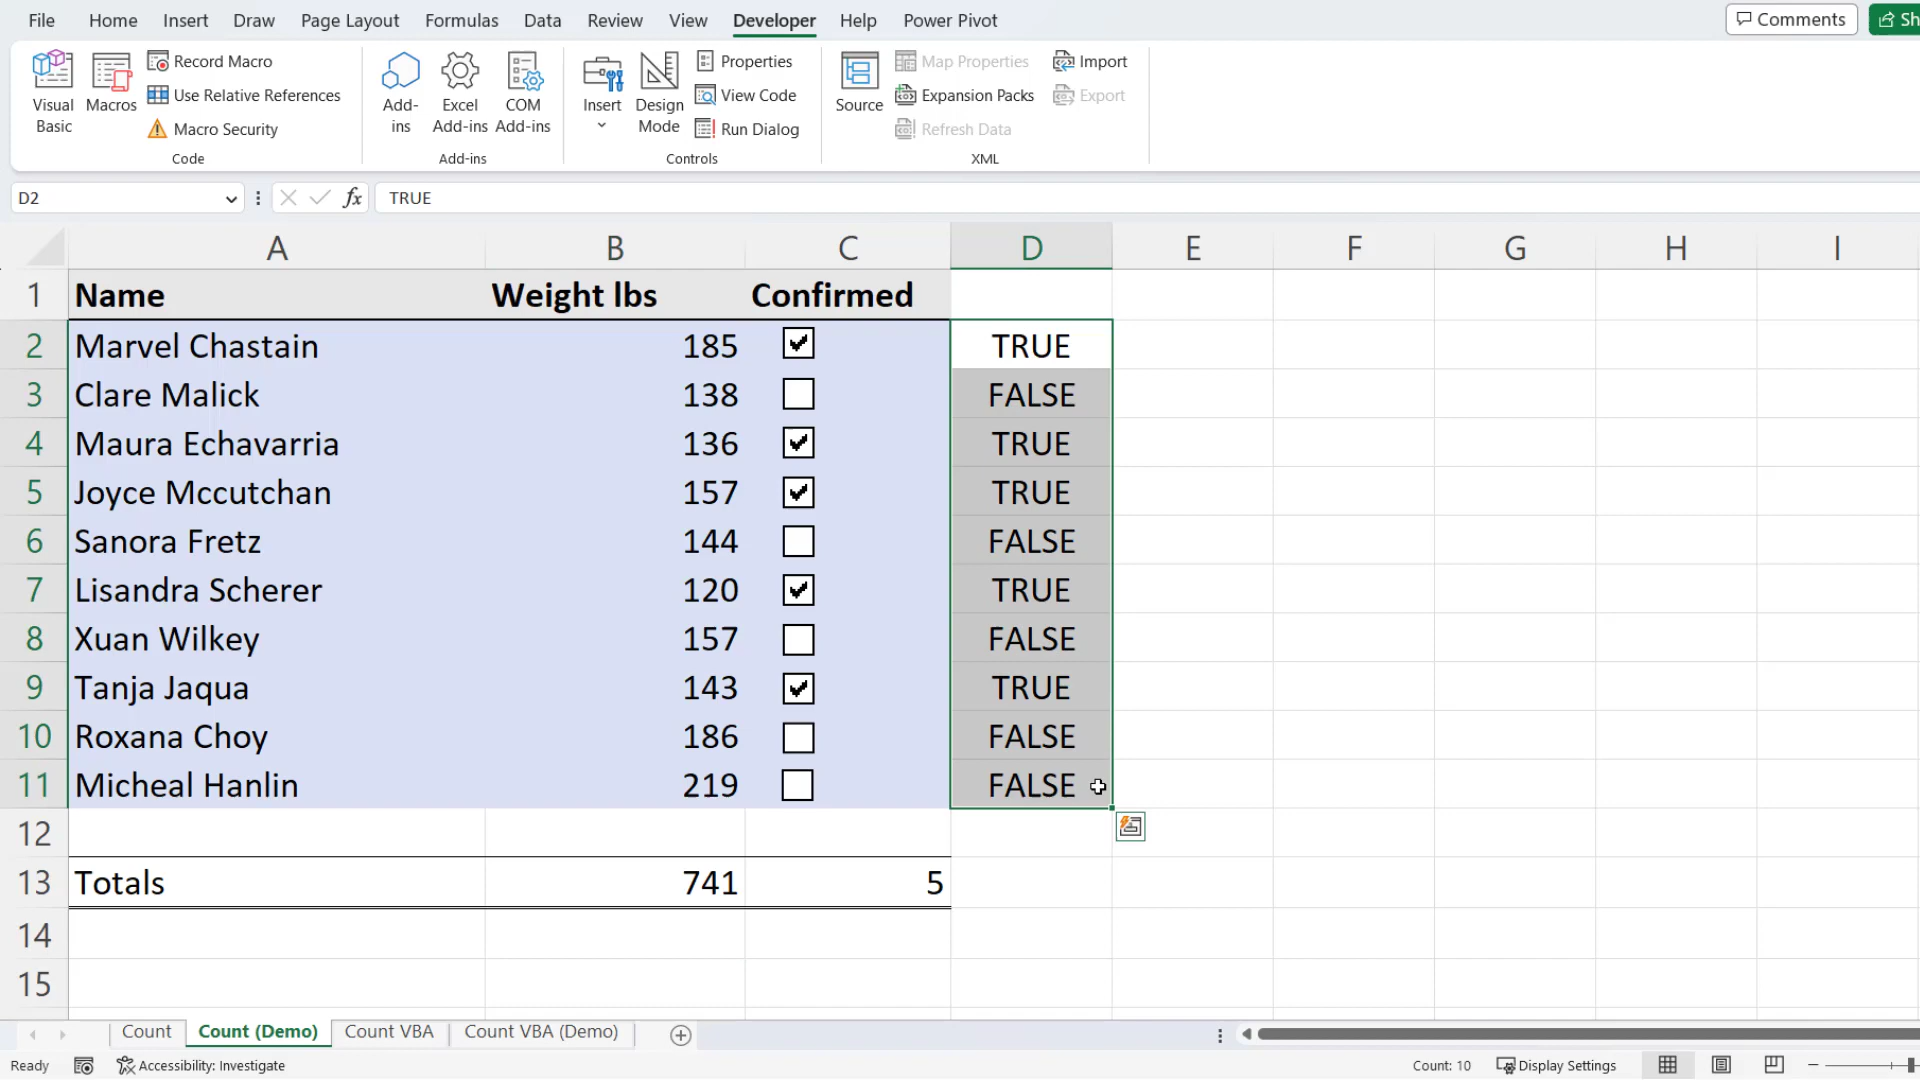 File Home Insert Draw Page Layout Formulas Data Review View Developer Help Power Pivot Comments Sh
Visual Basic
Macros
Record Macro
Use Relative References
Macro Security
Code
Add-ins
Excel Add-ins
COM Add-ins
Add-ins
Insert
Design Mode
Properties
View Code
Run Dialog
Controls
Source
Map Properties
Expansion Packs
Refresh Data
Import
Export
XML
D2 fx TRUE
A B C D E F G H I
1 Name Weight lbs Confirmed
2 Marvel Chastain 185 TRUE
3 Clare Malick 138 FALSE
4 Maura Echavarria 136 TRUE
5 Joyce Mccutchan 157 TRUE
6 Sanora Fretz 144 FALSE
7 Lisandra Scherer 120 TRUE
8 Xuan Wilkey 157 FALSE
9 Tanja Jaqua 143 TRUE
10 Roxana Choy 186 FALSE
11 Micheal Hanlin 219 FALSE
12
13 Totals 741 5
14
15
Count Count (Demo) Count VBA Count VBA (Demo)
Ready Accessibility: Investigate Count: 10 Display Settings